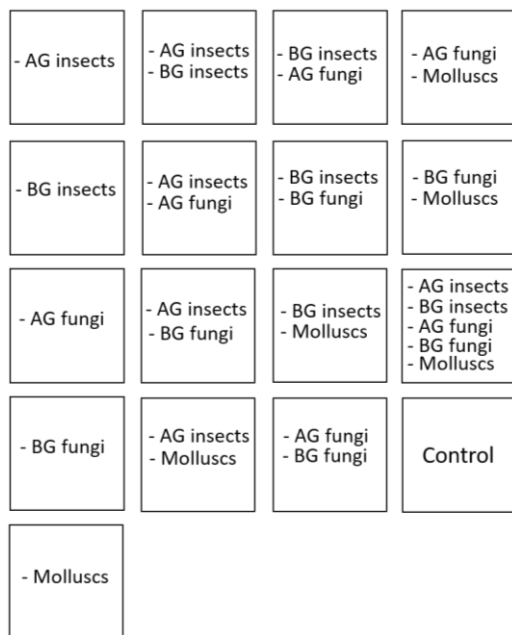 - AG insects
- AG insects
- BG insects
- BG insects
- AG fungi
- AG fungi
- Molluscs
- BG insects
- AG insects
- AG fungi
- BG insects
- BG fungi
- BG fungi
- Molluscs
- AG fungi
- AG insects
- BG fungi
- BG insects
- Molluscs
- AG insects
- BG insects
- AG fungi
- BG fungi
- Molluscs
- BG fungi
- AG insects
- Molluscs
- AG fungi
- BG fungi
Control
- Molluscs